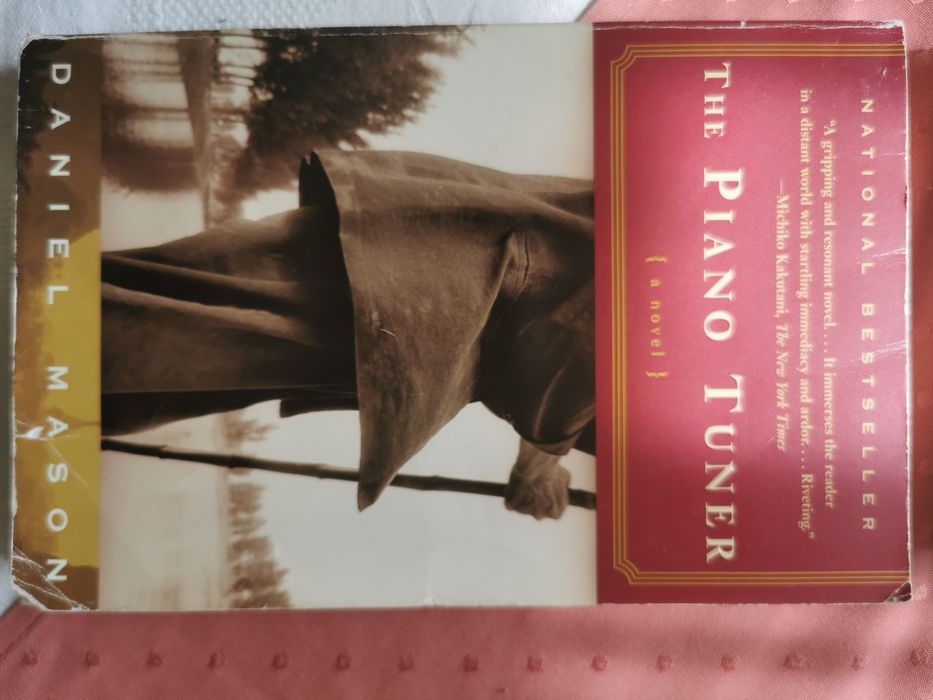 NATIONAL BESTSELLER
"A gripping and resonant novel. . . . It immerses the reader
in a distant world with startling immediacy and ardor. . . . Riveting."
—Michiko Kakutani, The New York Times
THE PIANO TUNER
{ a novel }
DANIEL MASON